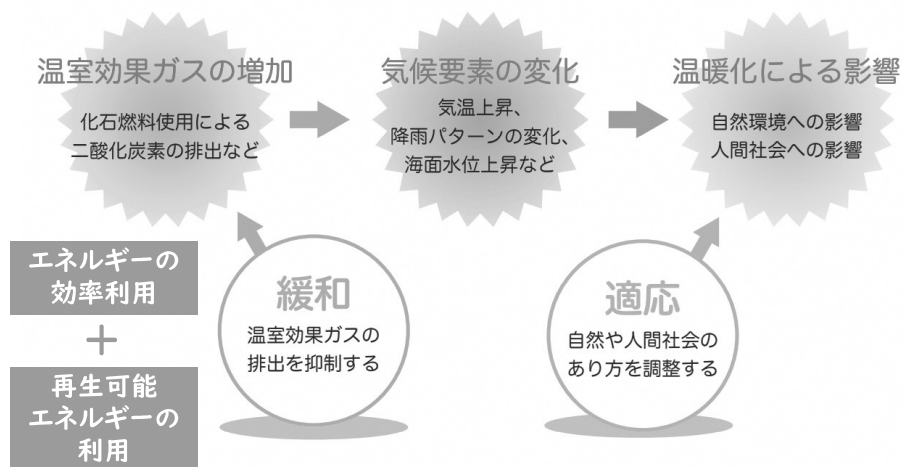 温室効果ガスの増加
化石燃料使用による
二酸化炭素の排出など
気候要素の変化
気温上昇、
降雨パターンの変化、
海面水位上昇など
温暖化による影響
自然環境への影響
人間社会への影響
エネルギーの
効率利用
+
再生可能
エネルギーの
利用
緩和
温室効果ガスの
排出を抑制する
適応
自然や人間社会の
あり方を調整する